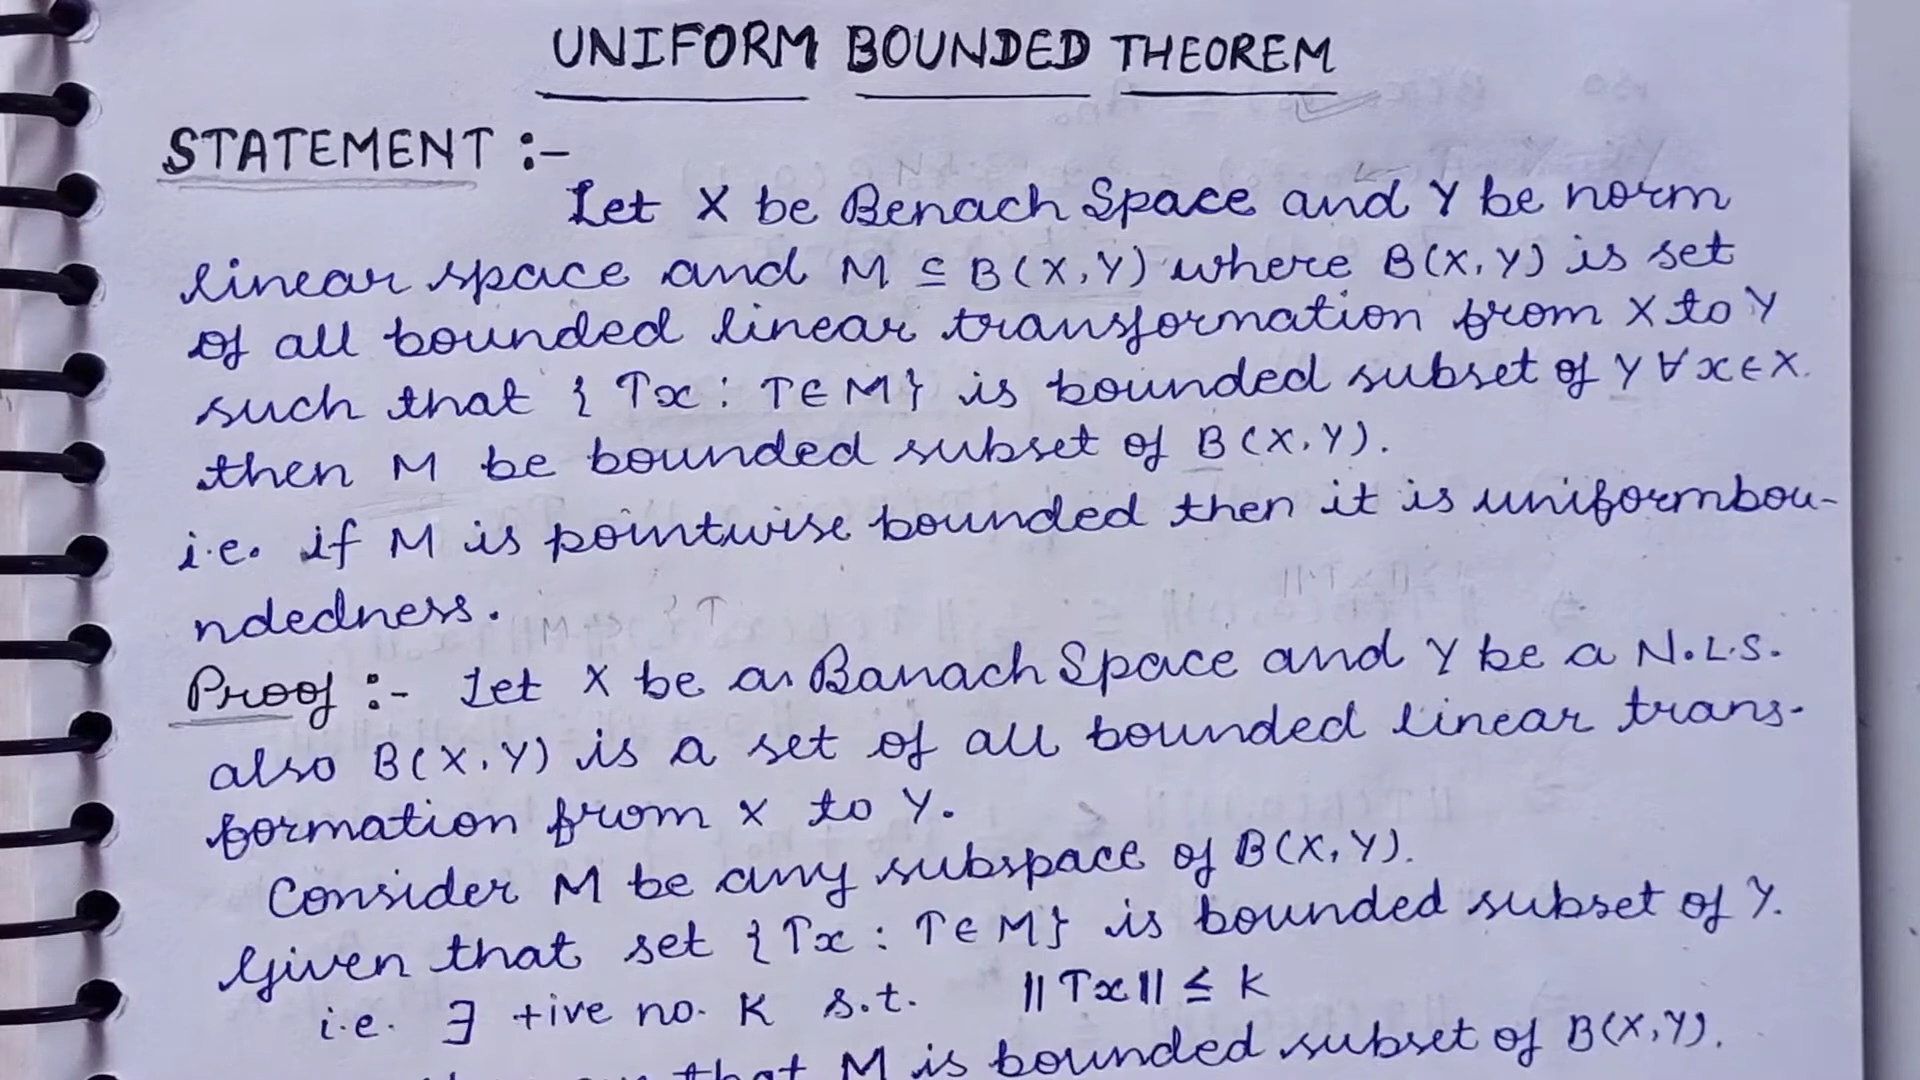 UNIFORM BOUNDED THEOREM
STATEMENT :-
Let X be Benach Space and Y be norm
linear space and M ⊆ B(X,Y) where B(X,Y) is set
of all bounded linear transformation from X to Y
such that { Tx : T∈M} is bounded subset of Y ∀ x∈X.
then M be bounded subset of B(X,Y).
i.e. if M is pointwise bounded then it is uniformbou-
ndedness.
Proof :- Let X be a Banach Space and Y be a N.L.S.
also B(X,Y) is a set of all bounded linear trans-
formation from X to Y.
Consider M be any subspace of B(X,Y).
Given that set {Tx : T∈M} is bounded subset of Y.
i.e. ∃ +ive no. K s.t. ||Tx|| ≤ K
that M is bounded subset of B(X,Y).